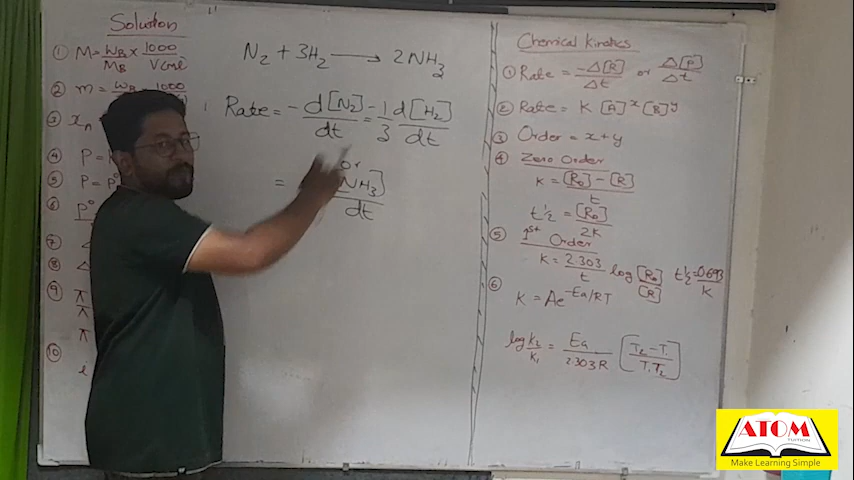 Solution
① M = W_B/M_B × 1000/V(ml)
② m = W_B 1000
③ x_A
④ P =
⑤ P = P°
⑥ P°
⑦ Δ
⑧ Δ
⑨ π
π
π
⑩
i
N₂ + 3H₂ ⟶ 2NH₃
Rate = - d[N₂]/dt = -1/3 d[H₂]/dt
or
= NH₃]/dt
Chemical Kinetics
① Rate = -Δ[R]/Δt or Δ[P]/Δt
② Rate = K [A]ˣ [B]ʸ
③ Order = x+y
④ Zero Order
K = [R₀] - [R]/t
t½ = [R₀]/2K
⑤ 1st Order
K = 2.303/t log [R₀]/[R] t½ = 0.693/K
⑥ K = Ae^-Ea/RT
log K₂/K₁ = Ea/2.303R [T₂-T₁/T₁T₂]
ATOM
TUITION
Make Learning Simple